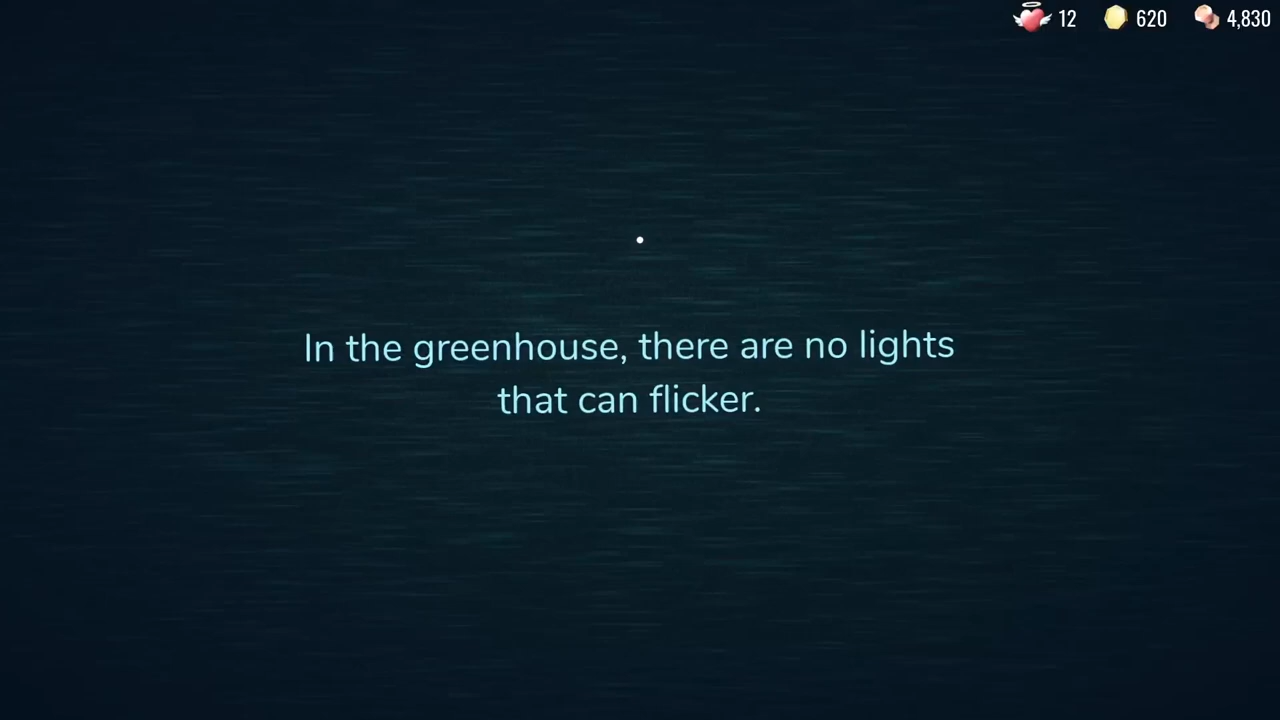 12 620 4,830
In the greenhouse, there are no lights
that can flicker.